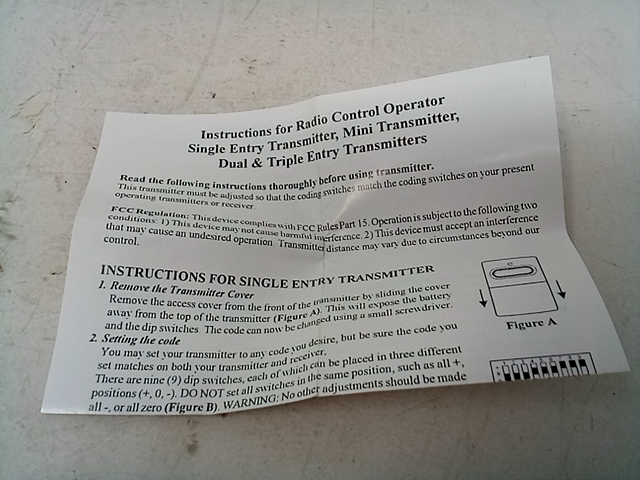 Instructions for Radio Control Operator
Single Entry Transmitter, Mini Transmitter,
Dual & Triple Entry Transmitters
Read the following instructions thoroughly before using transmitter.
This transmitter must be adjusted so that the coding switches match the coding switches on your present
operating transmitters or receiver.
FCC Regulation: This device complies with FCC Rules Part 15. Operation is subject to the following two
conditions: 1) This device may not cause harmful interference. 2) This device must accept an interference
that may cause an undesired operation. Transmitter distance may vary due to circumstances beyond our
control.
INSTRUCTIONS FOR SINGLE ENTRY TRANSMITTER
1. Remove the Transmitter Cover
Remove the access cover from the front of the transmitter by sliding the cover
away from the top of the transmitter (Figure A). This will expose the battery
and the dip switches. The code can now be changed using a small screwdriver.
Figure A
2. Setting the code
You may set your transmitter to any code you desire, but be sure the code you
set matches on both your transmitter and receiver.
There are nine (9) dip switches, each of which can be placed in three different
positions (+, 0, -). DO NOT set all switches in the same position, such as all +,
all -, or all zero (Figure B). WARNING: No other adjustments should be made